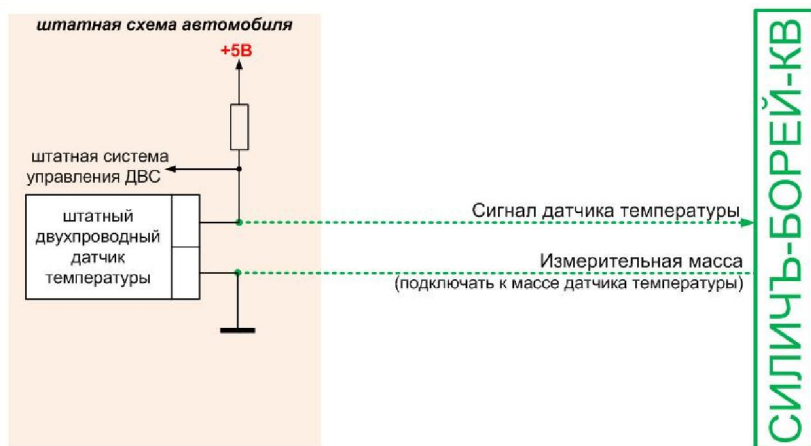 штатная схема автомобиля
+5В
штатная система
управления ДВС
штатный
двухпроводный
датчик
температуры
Сигнал датчика температуры
Измерительная масса
(подключать к массе датчика температуры)
СИЛИЧЪ-БОРЕЙ-КВ